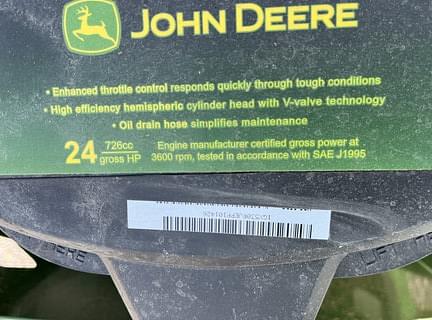 JOHN DEERE
• Enhanced throttle control responds quickly through tough conditions
• High efficiency hemispheric cylinder head with V-valve technology
• Oil drain hose simplifies maintenance
24 726cc gross HP
Engine manufacturer certified gross power at
3600 rpm, tested in accordance with SAE J1995
LIFT